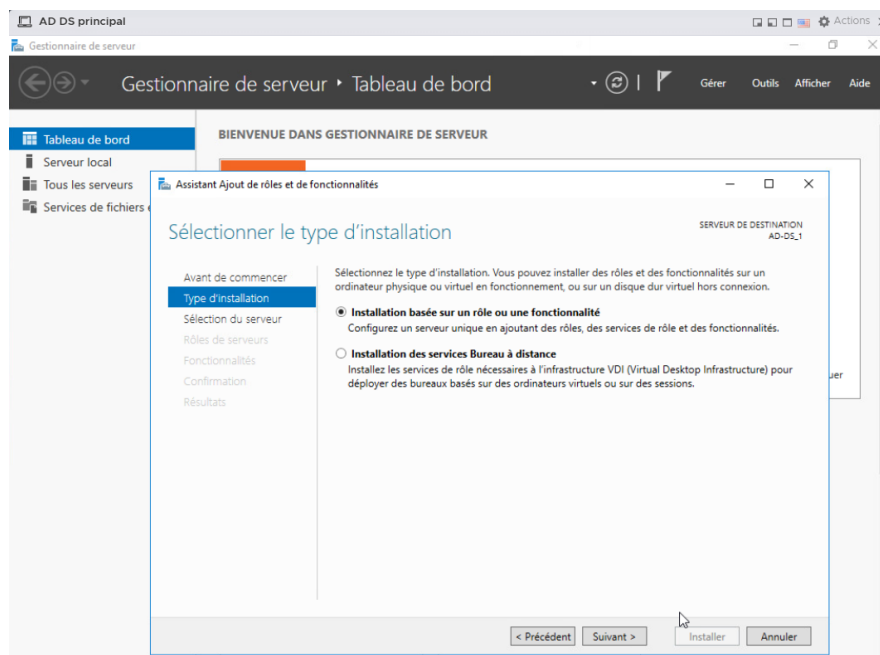 AD DS principal
Actions
Gestionnaire de serveur
Gestionnaire de serveur
Tableau de bord
Gérer
Outils
Afficher
Aide
Tableau de bord
Serveur local
Tous les serveurs
Services de fichiers
BIENVENUE DANS GESTIONNAIRE DE SERVEUR
Assistant Ajout de rôles et de fonctionnalités
Sélectionner le type d'installation
SERVEUR DE DESTINATION
AD-DS_1
Avant de commencer
Type d'installation
Sélection du serveur
Rôles de serveurs
Fonctionnalités
Confirmation
Résultats
Sélectionnez le type d'installation. Vous pouvez installer des rôles et des fonctionnalités sur un
ordinateur physique ou virtuel en fonctionnement, ou sur un disque dur virtuel hors connexion.
Installation basée sur un rôle ou une fonctionnalité
Configurez un serveur unique en ajoutant des rôles, des services de rôle et des fonctionnalités.
Installation des services Bureau à distance
Installez les services de rôle nécessaires à l'infrastructure VDI (Virtual Desktop Infrastructure) pour
déployer des bureaux basés sur des ordinateurs virtuels ou sur des sessions.
< Précédent
Suivant >
Installer
Annuler